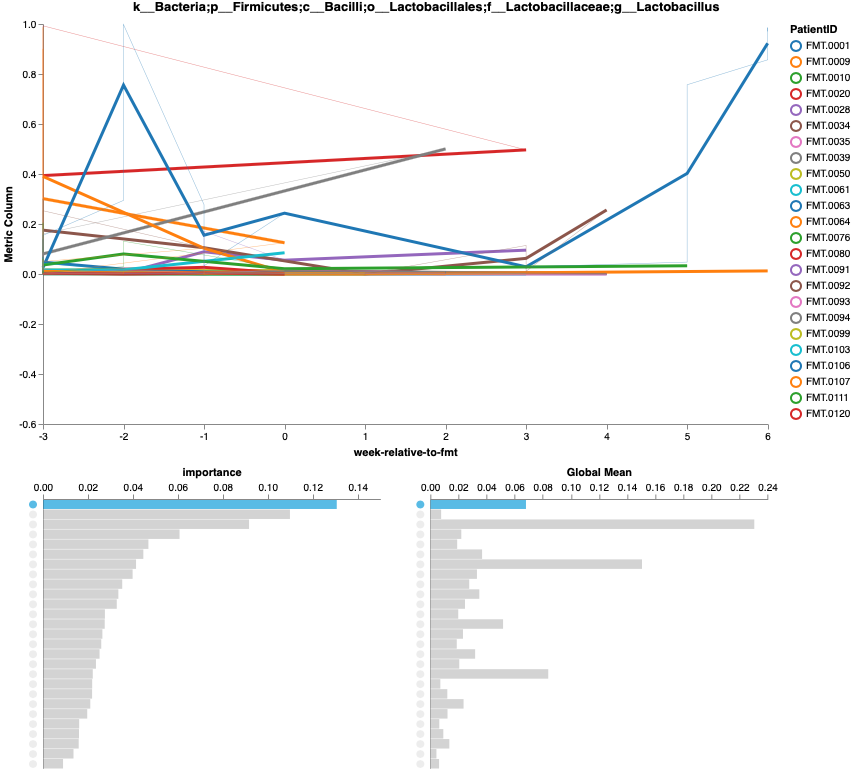 k__Bacteria;p__Firmicutes;c__Bacilli;o__Lactobacillales;f__Lactobacillaceae;g__Lactobacillus
Metric Column
1.0
0.8
0.6
0.4
0.2
0.0
-0.2
-0.4
-0.6
-3 -2 -1 0 1 2 3 4 5 6
week-relative-to-fmt
PatientID
FMT.0001
FMT.0009
FMT.0010
FMT.0020
FMT.0028
FMT.0034
FMT.0035
FMT.0039
FMT.0050
FMT.0061
FMT.0063
FMT.0064
FMT.0076
FMT.0080
FMT.0091
FMT.0092
FMT.0093
FMT.0094
FMT.0099
FMT.0103
FMT.0106
FMT.0107
FMT.0111
FMT.0120
importance
0.00 0.02 0.04 0.06 0.08 0.10 0.12 0.14
Global Mean
0.00 0.02 0.04 0.06 0.08 0.10 0.12 0.14 0.16 0.18 0.20 0.22 0.24